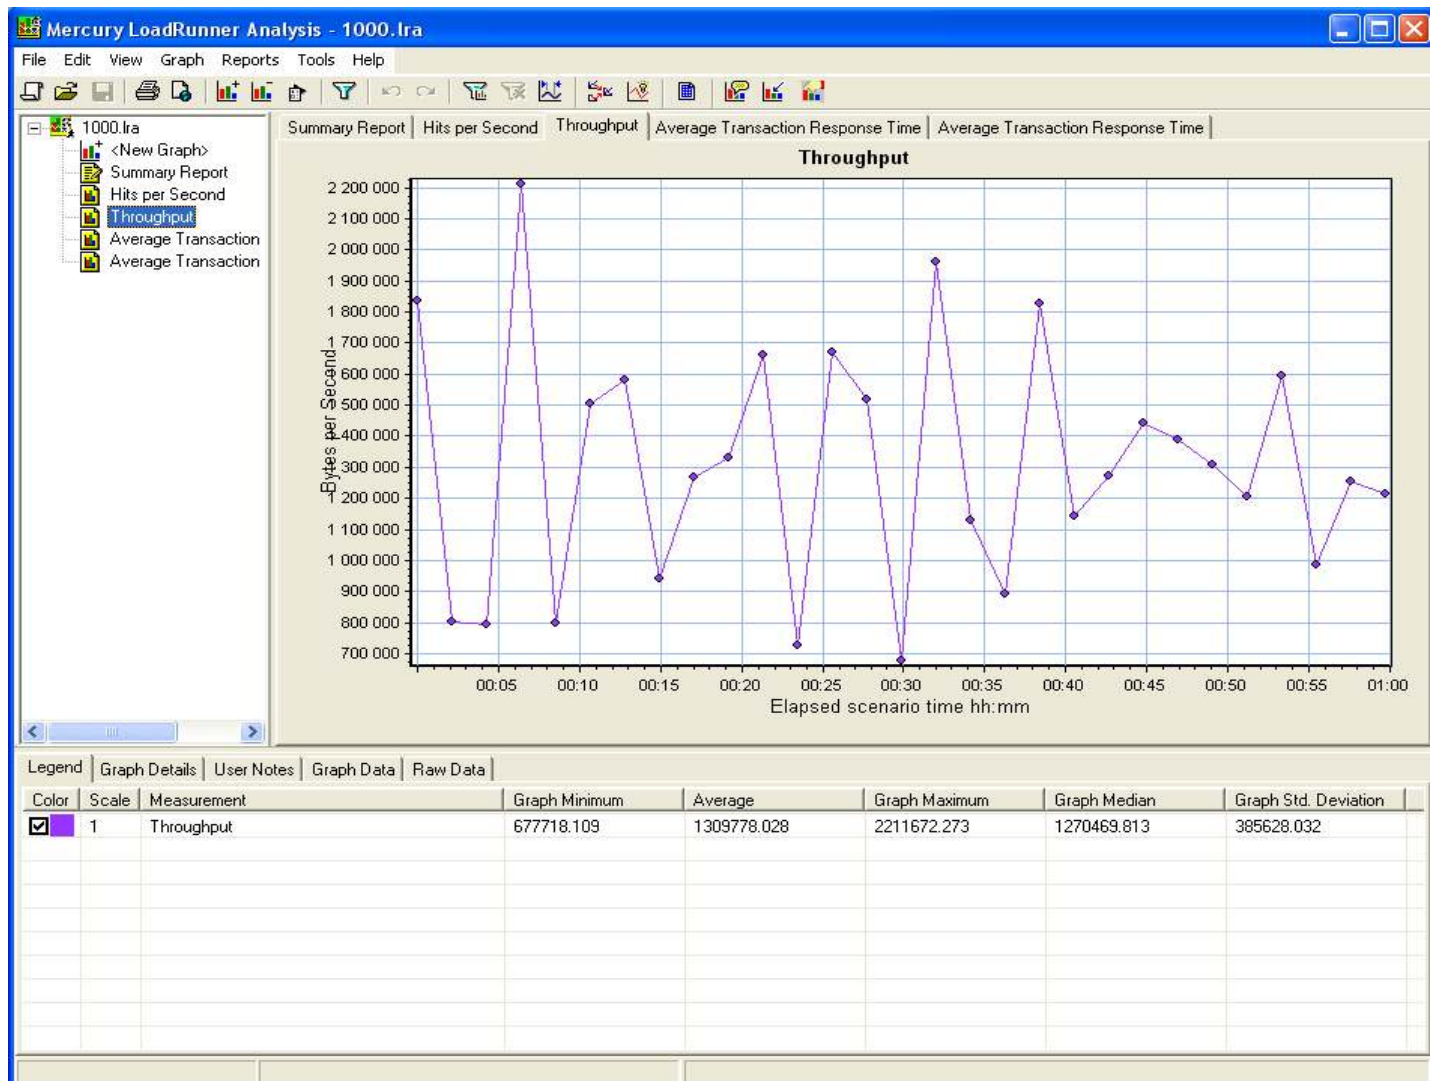 Mercury LoadRunner Analysis - 1000.lra
File Edit View Graph Reports Tools Help
1000.lra
<New Graph>
Summary Report
Hits per Second
Throughput
Average Transaction
Average Transaction
Summary Report Hits per Second Throughput Average Transaction Response Time Average Transaction Response Time
Throughput
Bytes per Second
2 200 000
2 100 000
2 000 000
1 900 000
1 800 000
1 700 000
600 000
500 000
400 000
300 000
1 200 000
1 100 000
1 000 000
900 000
800 000
700 000
00:05 00:10 00:15 00:20 00:25 00:30 00:35 00:40 00:45 00:50 00:55 01:00
Elapsed scenario time hh:mm
Legend Graph Details User Notes Graph Data Raw Data
Color Scale Measurement Graph Minimum Average Graph Maximum Graph Median Graph Std. Deviation
1 Throughput 677718.109 1309778.028 2211672.273 1270469.813 385628.032